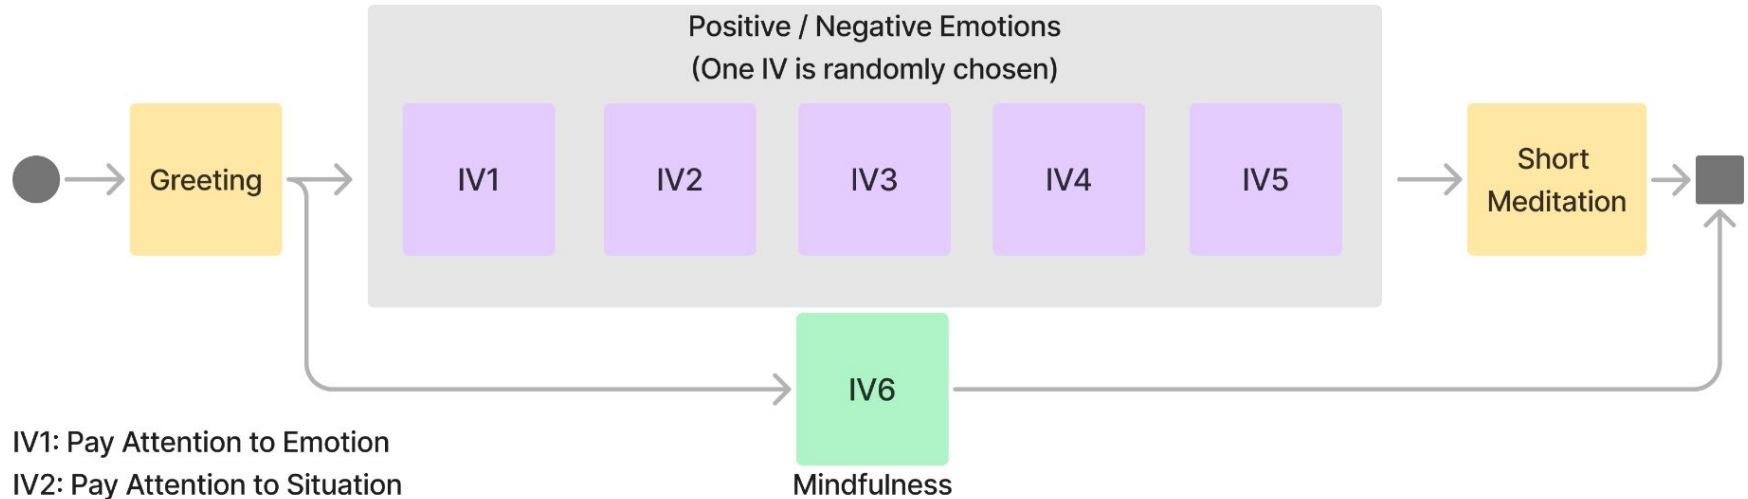 Positive / Negative Emotions
(One IV is randomly chosen)
Greeting
IV1
IV2
IV3
IV4
IV5
Short
Meditation
IV6
IV1: Pay Attention to Emotion
IV2: Pay Attention to Situation
Mindfulness